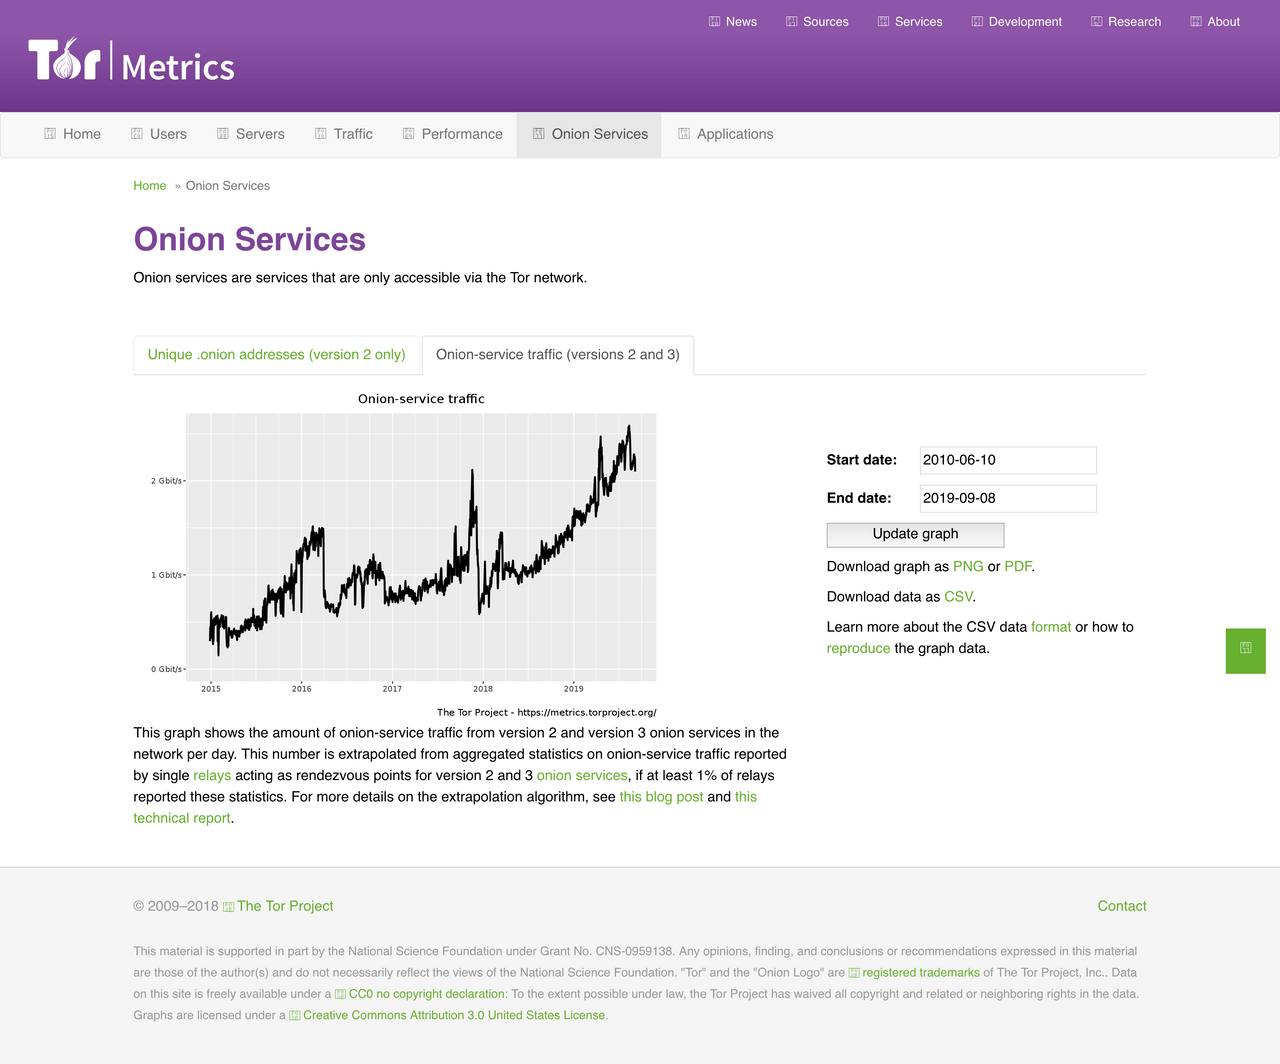 News Sources Services Development Research About
Tor Metrics
Home Users Servers Traffic Performance Onion Services Applications
Home » Onion Services
Onion Services
Onion services are services that are only accessible via the Tor network.
Unique .onion addresses (version 2 only) Onion-service traffic (versions 2 and 3)
Onion-service traffic
2 Gbit/s
1 Gbit/s
0 Gbit/s
2015 2016 2017 2018 2019
The Tor Project - https://metrics.torproject.org/
Start date: 2010-06-10
End date: 2019-09-08
Update graph
Download graph as PNG or PDF.
Download data as CSV.
Learn more about the CSV data format or how to
reproduce the graph data.
This graph shows the amount of onion-service traffic from version 2 and version 3 onion services in the
network per day. This number is extrapolated from aggregated statistics on onion-service traffic reported
by single relays acting as rendezvous points for version 2 and 3 onion services, if at least 1% of relays
reported these statistics. For more details on the extrapolation algorithm, see this blog post and this
technical report.
© 2009–2018 The Tor Project
Contact
This material is supported in part by the National Science Foundation under Grant No. CNS-0959138. Any opinions, finding, and conclusions or recommendations expressed in this material
are those of the author(s) and do not necessarily reflect the views of the National Science Foundation. "Tor" and the "Onion Logo" are registered trademarks of The Tor Project, Inc.. Data
on this site is freely available under a CC0 no copyright declaration: To the extent possible under law, the Tor Project has waived all copyright and related or neighboring rights in the data.
Graphs are licensed under a Creative Commons Attribution 3.0 United States License.